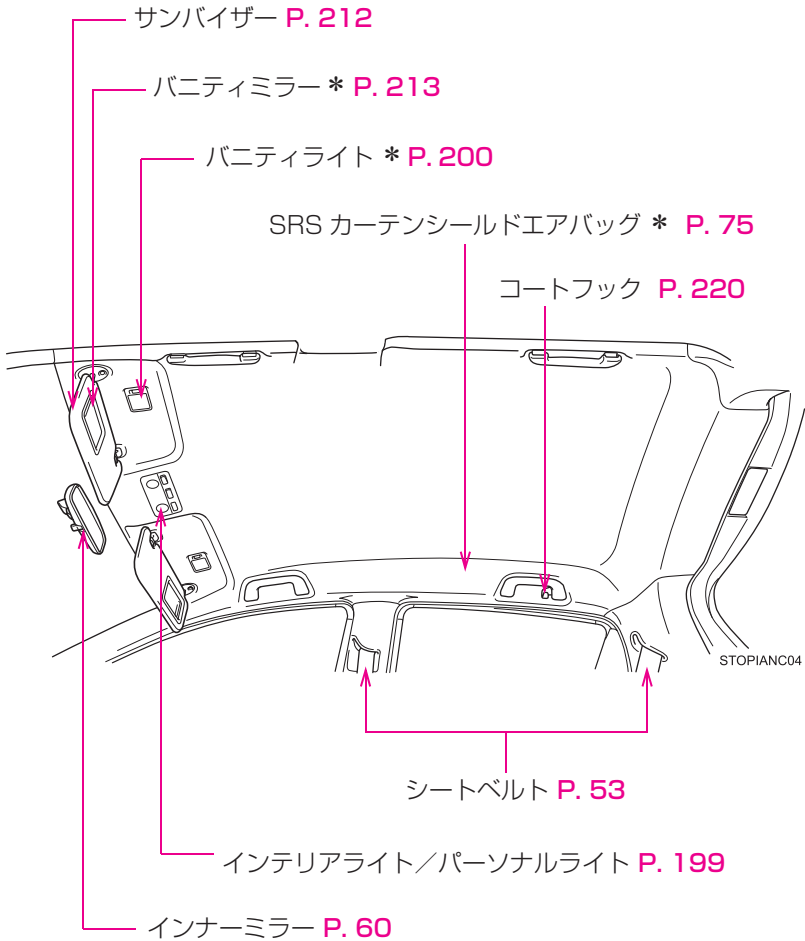 サンバイザー P. 212
バニティミラー＊ P. 213
バニティライト ＊ P. 200
SRS カーテンシールドエアバッグ ＊ P. 75
コートフック P. 220
STOPIANC04
シートベルト P. 53
インテリアライト／パーソナルライト P. 199
インナーミラー P. 60